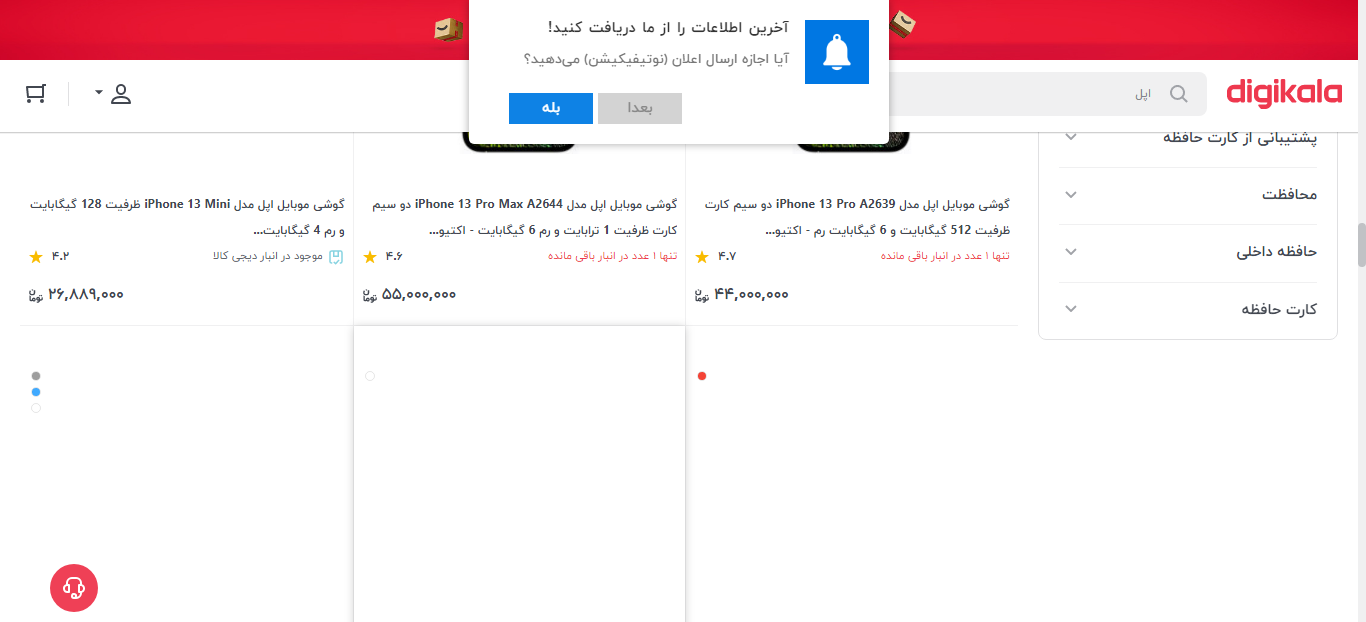 آخرین اطلاعات را از ما دریافت کنید!
آیا اجازه ارسال اعلان (نوتیفیکیشن) می‌دهید؟
بعدا
بله
digikala
اپل
پشتیبانی از کارت حافظه
محافظت
حافظه داخلی
کارت حافظه
گوشی موبایل اپل مدل iPhone 13 Pro A2639 دو سیم کارت
ظرفیت 512 گیگابایت و 6 گیگابایت رم - اکتیو...
تنها ۱ عدد در انبار باقی مانده
۴.۷
۴۴,۰۰۰,۰۰۰ تومان
گوشی موبایل اپل مدل iPhone 13 Pro Max A2644 دو سیم
کارت ظرفیت 1 ترابایت و رم 6 گیگابایت - اکتیو...
تنها ۱ عدد در انبار باقی مانده
۴.۶
۵۵,۰۰۰,۰۰۰ تومان
گوشی موبایل اپل مدل iPhone 13 Mini ظرفیت 128 گیگابایت
و رم 4 گیگابایت...
موجود در انبار دیجی کالا
۴.۲
۲۶,۸۸۹,۰۰۰ تومان